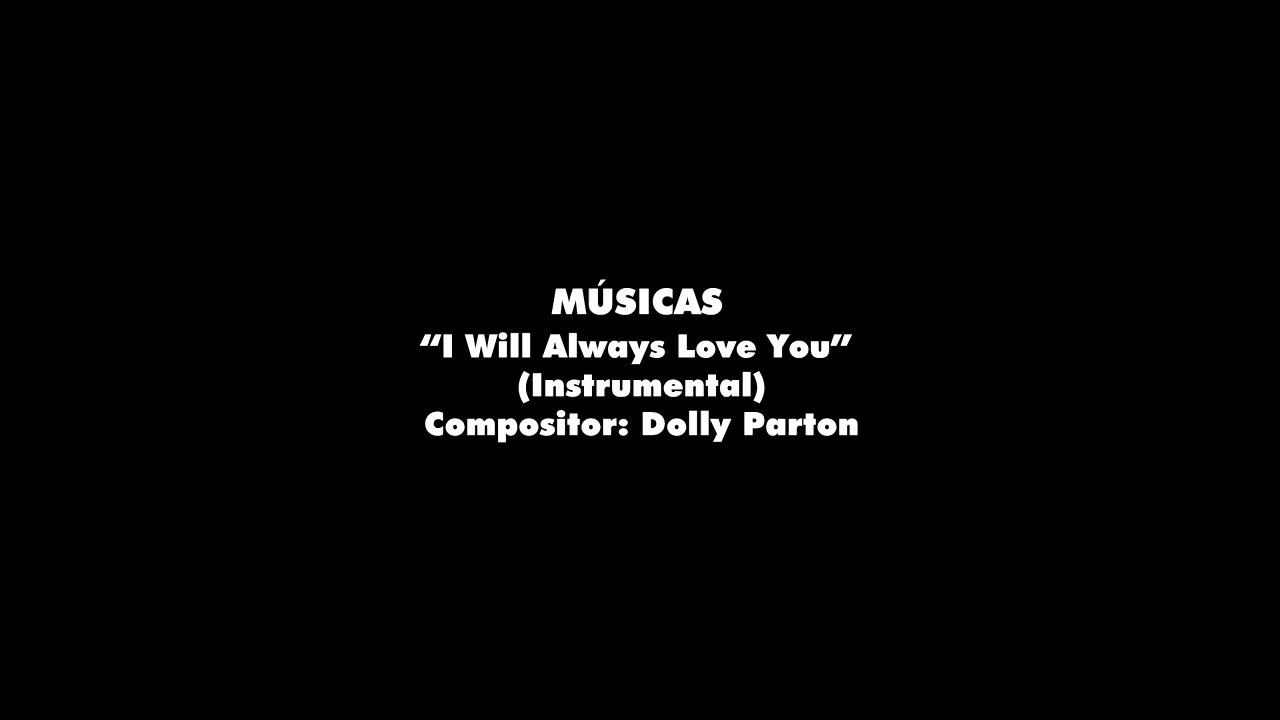 MÚSICAS
“I Will Always Love You”
(Instrumental)
Compositor: Dolly Parton